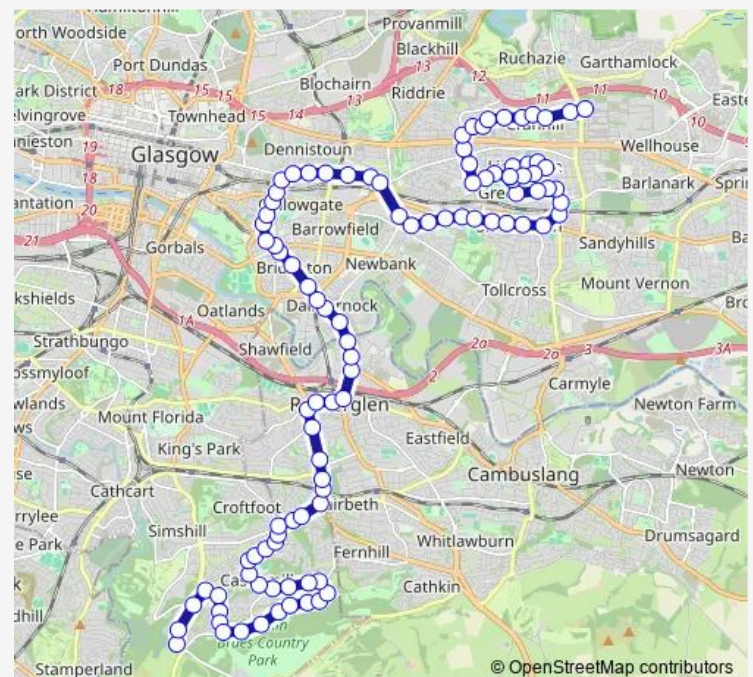 Provanmill
orth Woodside
Blackhill
Port Dundas
Ruchazie
Garthamlock
13
12
Blochairn
ark District
18
15
15
14
13
Riddrie
11
11
10
10
elvingrove
Townhead
15
Easte
Wellhouse
nnieston
19
Glasgow
Dennistoun
18
Barlanark
Sprin
antation
20
Barrowfield
21
Gorbals
Sandyhills
Newbank
Tollcross
Mount Vernon
kshields
Oatlands
1A
Strathbungo
Shawfield
2a
2a
3
3A
ossmyloof
2
Carmyle
wlands
Mount Florida
Newton Farm
King's Park
Eastfield
Cambuslang
Newton
Cathcart
Croftfoot
rrylee
Simshill
Whitlawburn
Drumsagard
e Park
Fernhill
Cathkin
dhill
Braes Country
Park
Stamperland
© OpenStreetMap contributors